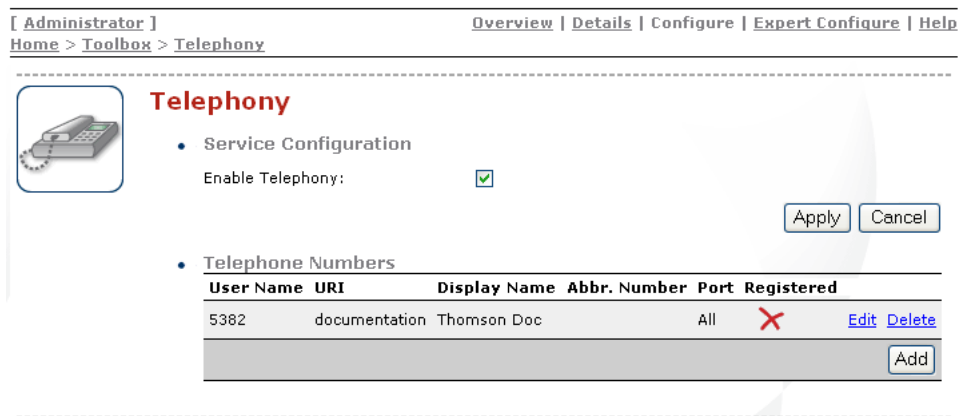 [ Administrator ] Overview | Details | Configure | Expert Configure | Help
Home > Toolbox > Telephony
Telephony
Service Configuration
Enable Telephony:
Apply Cancel
Telephone Numbers
User Name URI Display Name Abbr. Number Port Registered
5382 documentation Thomson Doc All Edit Delete
Add